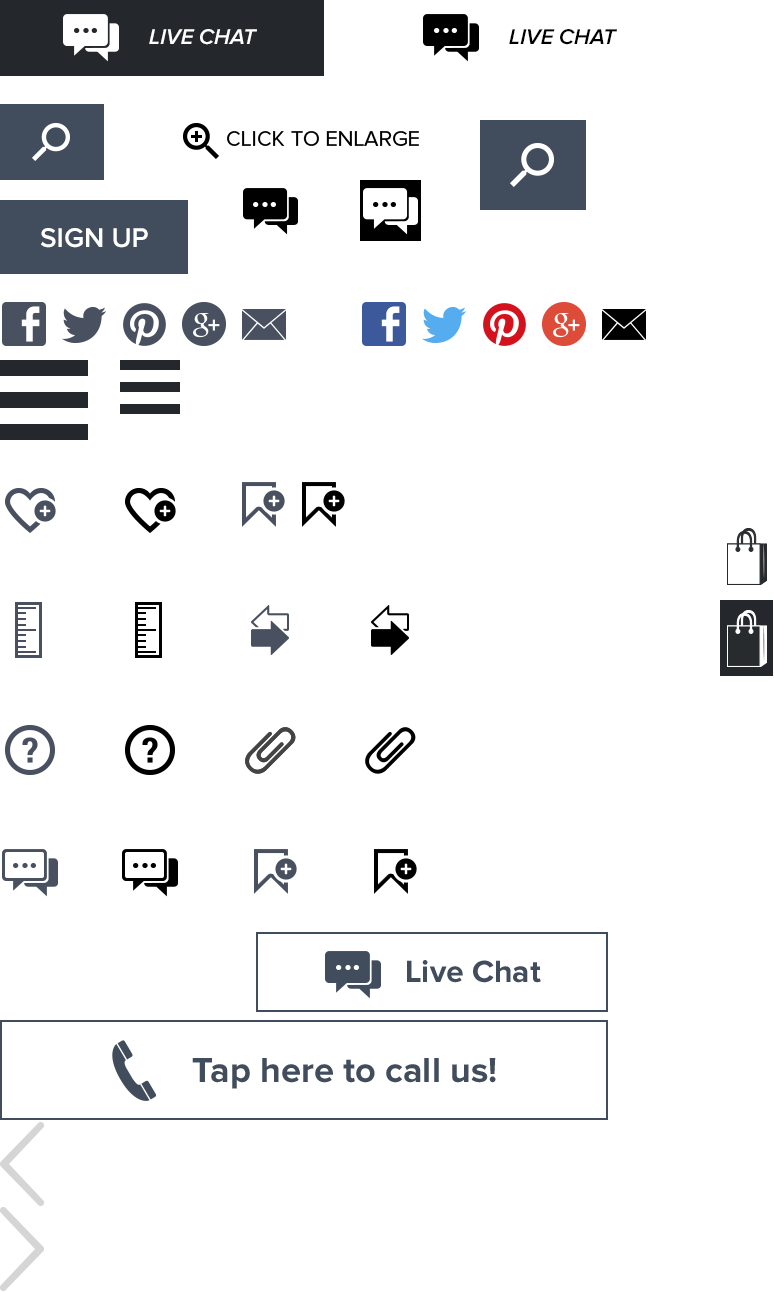 LIVE CHAT
LIVE CHAT
CLICK TO ENLARGE
SIGN UP
f
g+
f
g+
?
?
Live Chat
Tap here to call us!